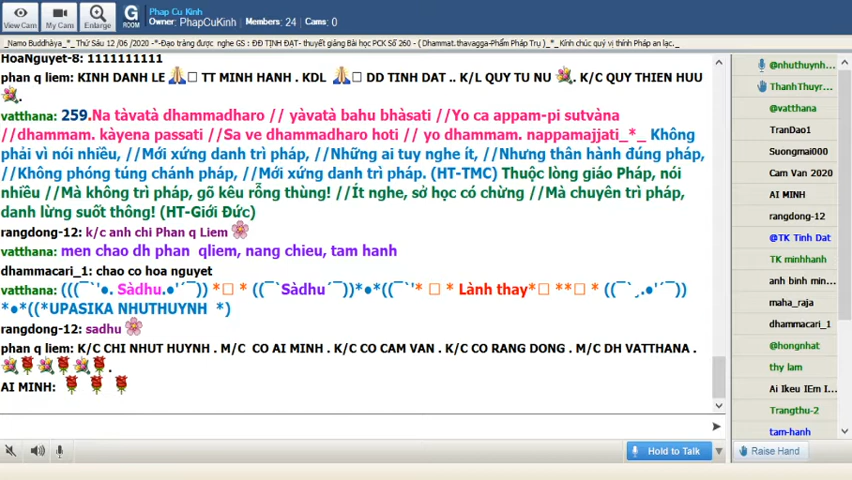 View Cam
My Cam
Enlarge
G
ROOM
Phap Cu Kinh
Owner: PhapCuKinh Members: 24 Cams: 0
_Namo Buddhàya_*_ Thứ Sáu 12 /06 /2020 -*-Đạo tràng được nghe GS : ĐĐ TỊNH ĐẠT- thuyết giảng Bài học PCK Số 260 - ( Dhammat.thavagga-Phẩm Pháp Trụ )_*_ Kính chúc quý vị thính Pháp an lạc._
HoaNguyet-8: 1111111111
phan q liem: KINH DANH LE TT MINH HANH . KDL DD TINH DAT .. K/L QUY TU NU . K/C QUY THIEN HUU
.
vatthana: 259.Na tàvatà dhammadharo // yàvatà bahu bhàsati //Yo ca appam-pi sutvàna
//dhammam. kàyena passati //Sa ve dhammadharo hoti // yo dhammam. nappamajjati_*_ Không
phải vì nói nhiều, //Mới xứng danh trì pháp, //Những ai tuy nghe ít, //Nhưng thân hành đúng pháp,
//Không phóng túng chánh pháp, //Mới xứng danh trì pháp. (HT-TMC) Thuộc lòng giáo Pháp, nói
nhiều //Mà không trì pháp, gõ kêu rỗng thùng! //Ít nghe, sở học có chừng //Mà chuyên trì pháp,
danh lừng suốt thông! (HT-Giới Đức)
rangdong-12: k/c anh chi Phan q Liem
vatthana: men chao dh phan qliem, nang chieu, tam hanh
dhammacari_1: chao co hoa nguyet
vatthana: (((¯`'•. Sàdhu.•'´¯)) *□ * ((¯`Sàdhu´¯))*•*((¯`'* □ * Lành thay*□ **□ * ((¯`¸.•'´¯))
*•*((*UPASIKA NHUTHUYNH *)
rangdong-12: sadhu
phan q liem: K/C CHI NHUT HUYNH . M/C CO AI MINH . K/C CO CAM VAN . K/C CO RANG DONG . M/C DH VATTHANA .
.
AI MINH:
Hold to Talk
@nhuthuynh...
ThanhThuyr...
@vatthana
TranDao1
Suongmai000
Cam Van 2020
AI MINH
rangdong-12
@TK Tinh Dat
TK minhhanh
anh binh min...
maha_raja
dhammacari_1
@hongnhat
thy lam
Ai Ikeu IEm I...
Trangthu-2
tam-hanh
Raise Hand